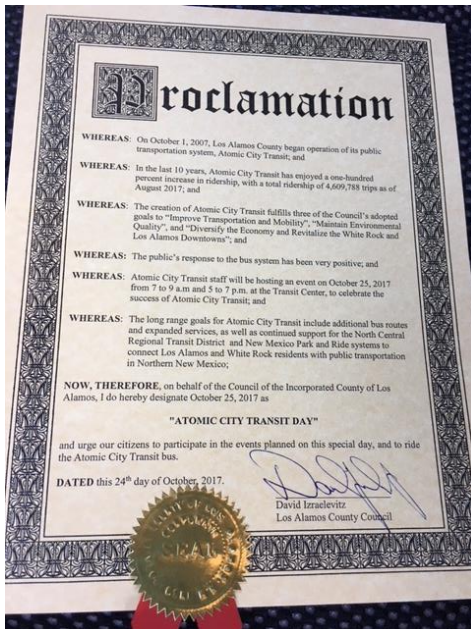 Proclamation
WHEREAS: On October 1, 2007, Los Alamos County began operation of its public
transportation system, Atomic City Transit; and
WHEREAS: In the last 10 years, Atomic City Transit has enjoyed a one-hundred
percent increase in ridership, with a total ridership of 4,609,788 trips as of
August 2017; and
WHEREAS: The creation of Atomic City Transit fulfills three of the Council's adopted
goals to "Improve Transportation and Mobility", "Maintain Environmental
Quality", and "Diversify the Economy and Revitalize the White Rock and
Los Alamos Downtowns"; and
WHEREAS: The public's response to the bus system has been very positive; and
WHEREAS: Atomic City Transit staff will be hosting an event on October 25, 2017
from 7 to 9 a.m and 5 to 7 p.m. at the Transit Center, to celebrate the
success of Atomic City Transit; and
WHEREAS: The long range goals for Atomic City Transit include additional bus routes
and expanded services, as well as continued support for the North Central
Regional Transit District and New Mexico Park and Ride systems to
connect Los Alamos and White Rock residents with public transportation
in Northern New Mexico;
NOW, THEREFORE, on behalf of the Council of the Incorporated County of Los
Alamos, I do hereby designate October 25, 2017 as
"ATOMIC CITY TRANSIT DAY"
and urge our citizens to participate in the events planned on this special day, and to ride
the Atomic City Transit bus.
DATED this 24th day of October, 2017.
David Izraelevitz
Los Alamos County Council
SEAL